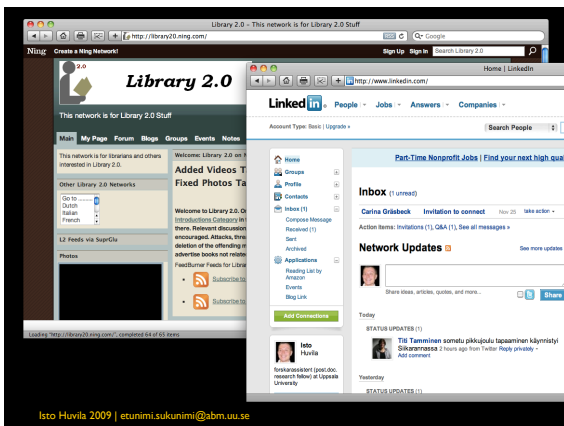 Library 2.0 – This network is for Library 2.0 Stuff
http://library20.ning.com/
RSS
Google
Ning Create a Ning Network!
Sign Up Sign In Search Library 2.0
2.0
Library 2.0
This network is for Library 2.0 Stuff
Main My Page Forum Blogs Groups Events Notes
This network is for librarians and others
interested in Library 2.0.
Other Library 2.0 Networks
Go to
Dutch
Italian
French
L2 Feeds via SuprGlu
Photos
Welcome: Library 2.0 on
Added Videos T
Fixed Photos Ta
Welcome to Library 2.0. Or
Introductions Category in
there. Relevant discussion
encouraged. Attacks, threa
deletion of the offending m
advertise books not relate
FeedBurner Feeds for Librar
Subscribe to
Subscribe to
Loading "http://library20.ning.com/", completed 64 of 65 items
Home | LinkedIn
http://www.linkedin.com/
Linked in
People Jobs Answers Companies
Account Type: Basic | Upgrade »
Search People
Home
Groups
Profile
Contacts
Inbox (1)
Compose Message
Received (1)
Sent
Archived
Applications
Reading List by
Amazon
Events
Blog Link
Add Connections
Isto
Huvila
forskarassistent (post.doc.
research fellow) at Uppsala
University
Part-Time Nonprofit Jobs | Find your next high qual
Inbox (1 unread)
Carina Gräsbeck Invitation to connect Nov 25 take action
Action Items: Invitations (1), Q&A (1), See all messages »
Network Updates
See more updates
Share ideas, articles, quotes, and more...
Share
Today
STATUS UPDATES (1)
Titi Tamminen sometu pikkujoulu tapaaminen käynnistyi
Siikarannassa 2 hours ago from Twitter Reply privately
Add comment
Yesterday
STATUS UPDATES (1)
Isto Huvila 2009 | etunimi.sukunimi@abm.uu.se